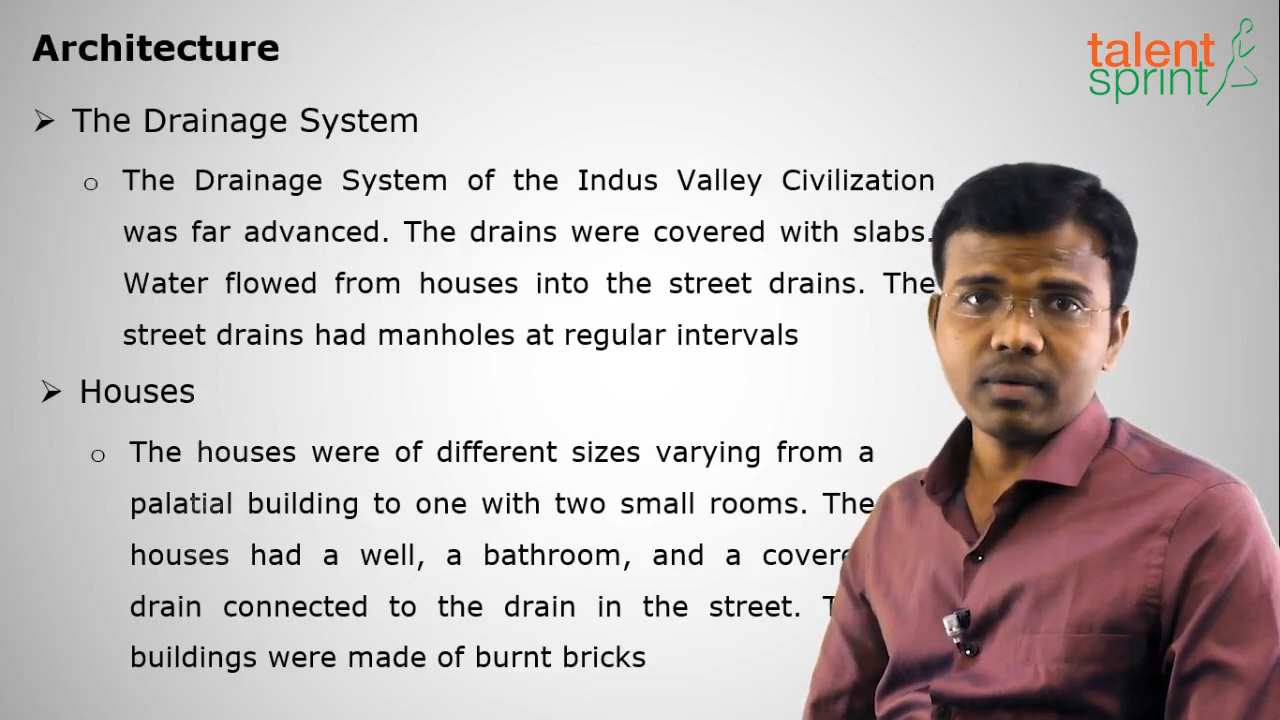 Architecture
talent
sprint
➢ The Drainage System
o The Drainage System of the Indus Valley Civilization
was far advanced. The drains were covered with slabs.
Water flowed from houses into the street drains. The
street drains had manholes at regular intervals
➢ Houses
o The houses were of different sizes varying from a
palatial building to one with two small rooms. The
houses had a well, a bathroom, and a
drain connected to the drain in the street.
buildings were made of burnt bricks